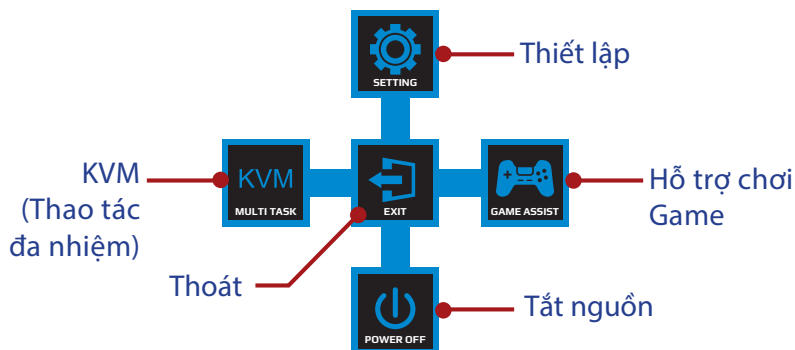 SETTING
Thiết lập
KVM
(Thao tác
đa nhiệm)
KVM
MULTI TASK
EXIT
GAME ASSIST
Hỗ trợ chơi
Game
Thoát
POWER OFF
Tắt nguồn